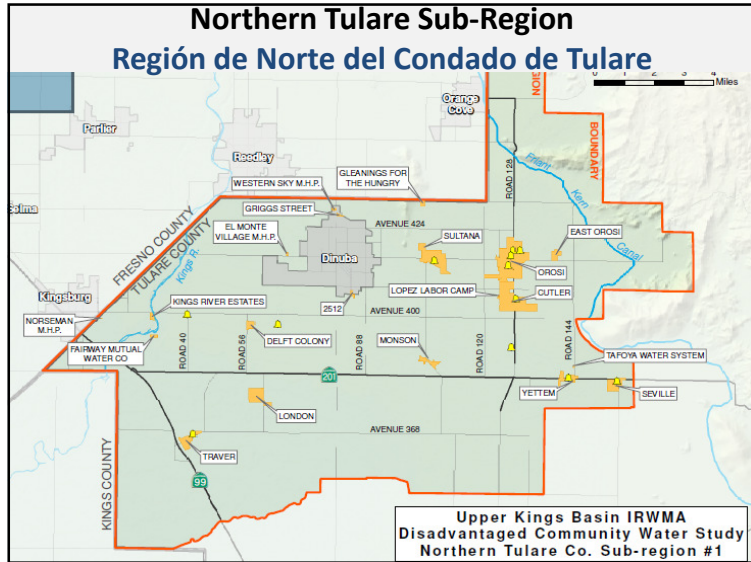 Northern Tulare Sub-Region
Región de Norte del Condado de Tulare
0 1 2 3 4
Miles
Orange
Cove
REGION
BOUNDARY
Parlier
Reedley
GLEANINGS FOR
THE HUNGRY
WESTERN SKY M.H.P.
ROAD 128
Friant
Kern
Canal
GRIGGS STREET
AVENUE 424
FRESNO COUNTY
TULARE COUNTY
EL MONTE
VILLAGE M.H.P.
SULTANA
EAST OROSI
Kings R.
Dinuba
OROSI
Kingsburg
KINGS RIVER ESTATES
2512
LOPEZ LABOR CAMP
CUTLER
NORSEMAN
M.H.P.
AVENUE 400
FAIRWAY MUTUAL
WATER CO
ROAD 40
ROAD 56
DELFT COLONY
ROAD 88
MONSON
ROAD 120
ROAD 144
TAFOYA WATER SYSTEM
201
YETTEM
SEVILLE
LONDON
AVENUE 368
TRAVER
KINGS COUNTY
99
Upper Kings Basin IRWMA
Disadvantaged Community Water Study
Northern Tulare Co. Sub-region #1